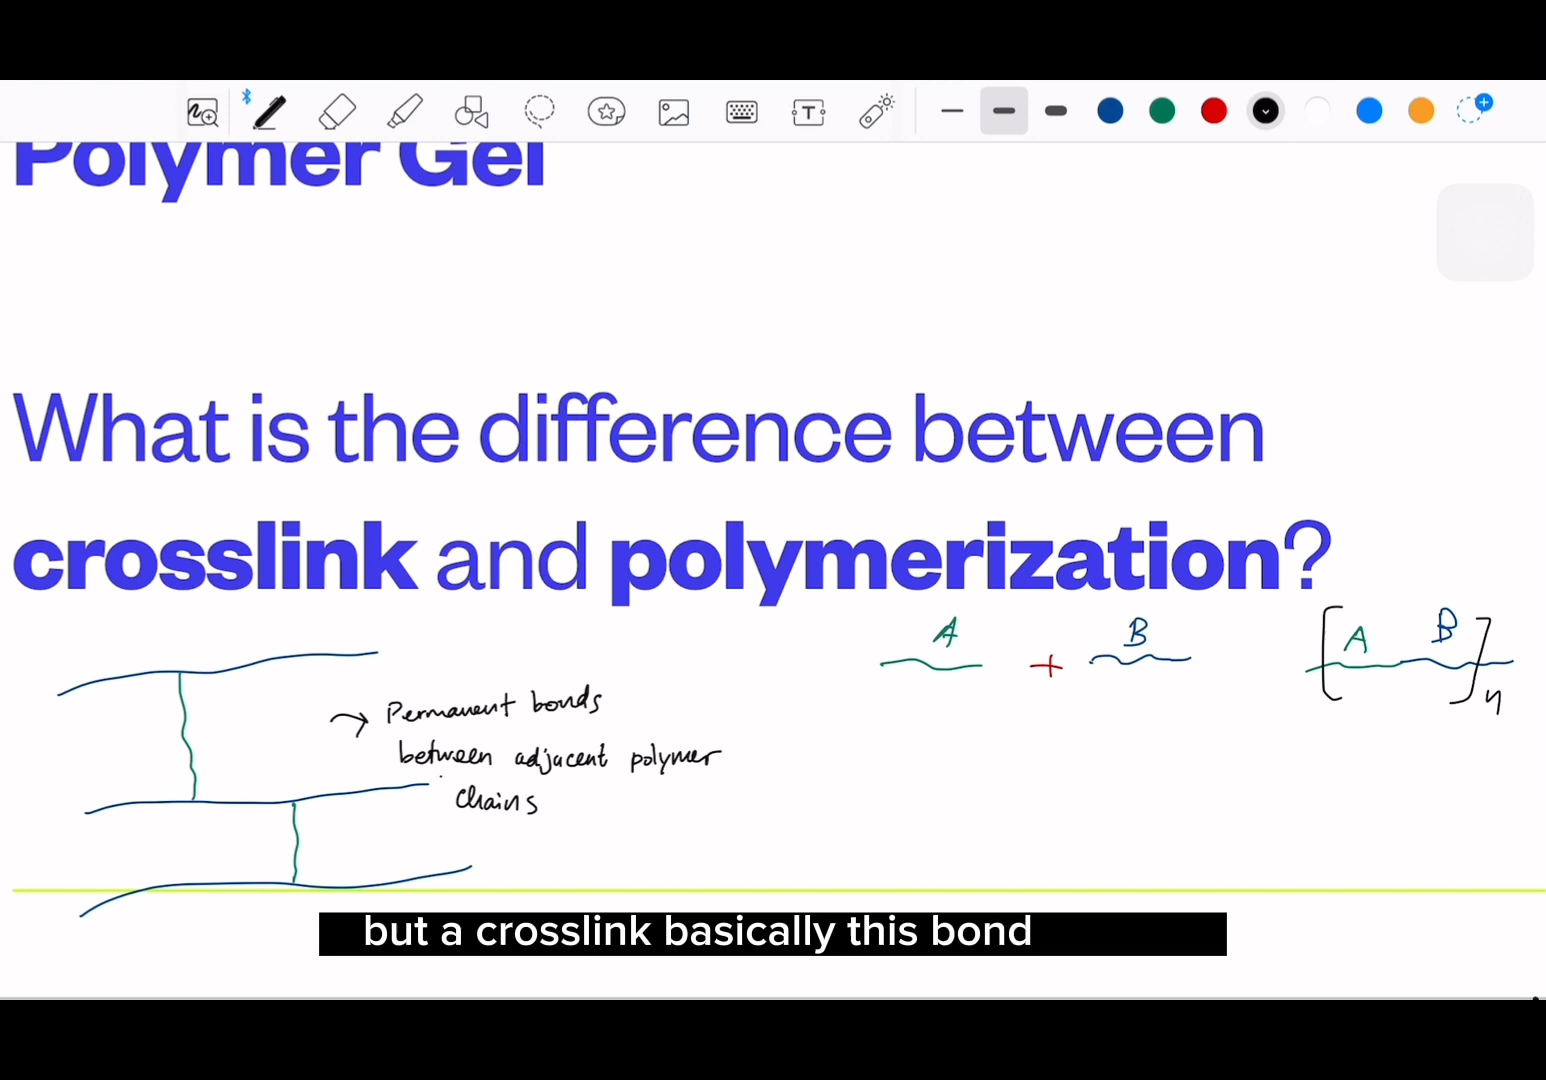 Polymer Gel
What is the difference between
crosslink and polymerization?
A + B [A B]n
Permanent bonds
between adjacent polymer
chains
but a crosslink basically this bond